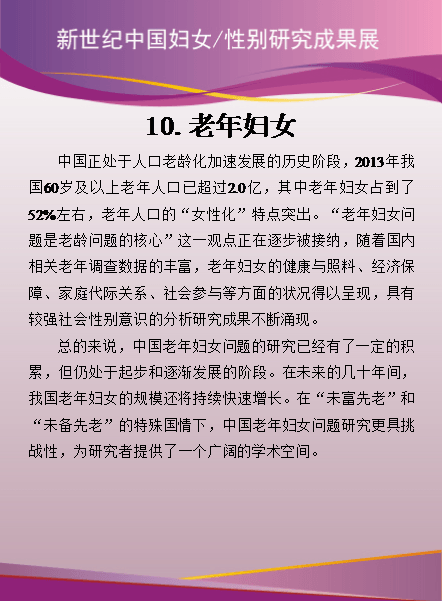 新世纪中国妇女/性别研究成果展
10. 老年妇女
中国正处于人口老龄化加速发展的历史阶段，2013年我
国60岁及以上老年人口已超过2.0亿，其中老年妇女占到了
52%左右，老年人口的“女性化”特点突出。“老年妇女问
题是老龄问题的核心”这一观点正在逐步被接纳，随着国内
相关老年调查数据的丰富，老年妇女的健康与照料、经济保
障、家庭代际关系、社会参与等方面的状况得以呈现，具有
较强社会性别意识的分析研究成果不断涌现。
总的来说，中国老年妇女问题的研究已经有了一定的积
累，但仍处于起步和逐渐发展的阶段。在未来的几十年间，
我国老年妇女的规模还将持续快速增长。在“未富先老”和
“未备先老”的特殊国情下，中国老年妇女问题研究更具挑
战性，为研究者提供了一个广阔的学术空间。